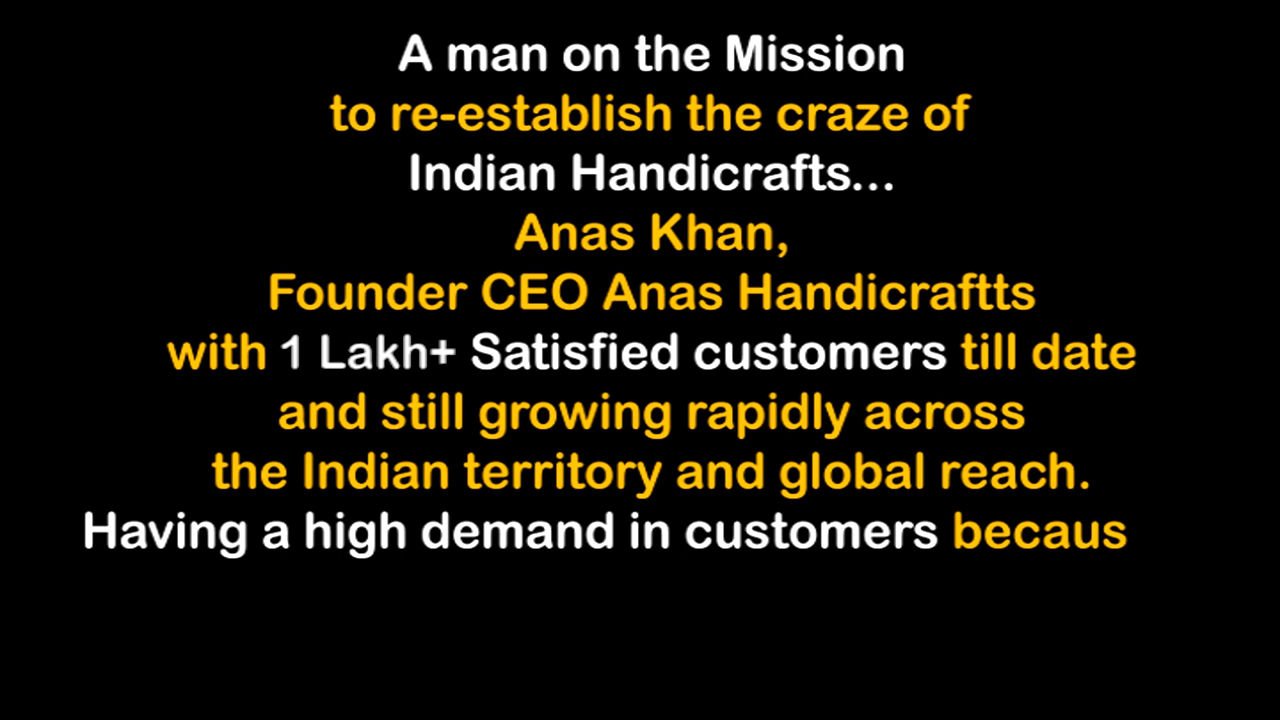 A man on the Mission
to re-establish the craze of
Indian Handicrafts...
Anas Khan,
Founder CEO Anas Handicraftts
with 1 Lakh+ Satisfied customers till date
and still growing rapidly across
the Indian territory and global reach.
Having a high demand in customers becaus